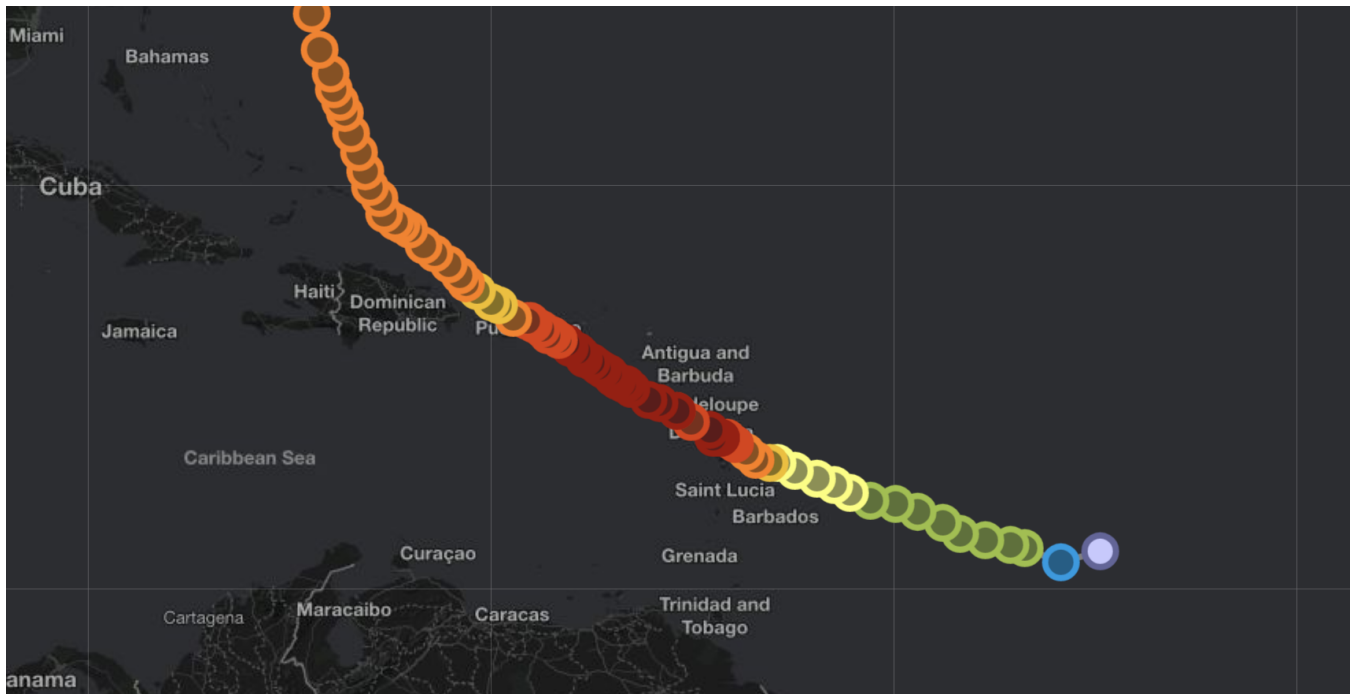 Miami
Bahamas
Cuba
Haiti
Dominican
Republic
Jamaica
Antigua and
Barbuda
Caribbean Sea
Saint Lucia
Barbados
Curaçao
Grenada
Cartagena
Maracaibo
Caracas
Trinidad and
Tobago
anama